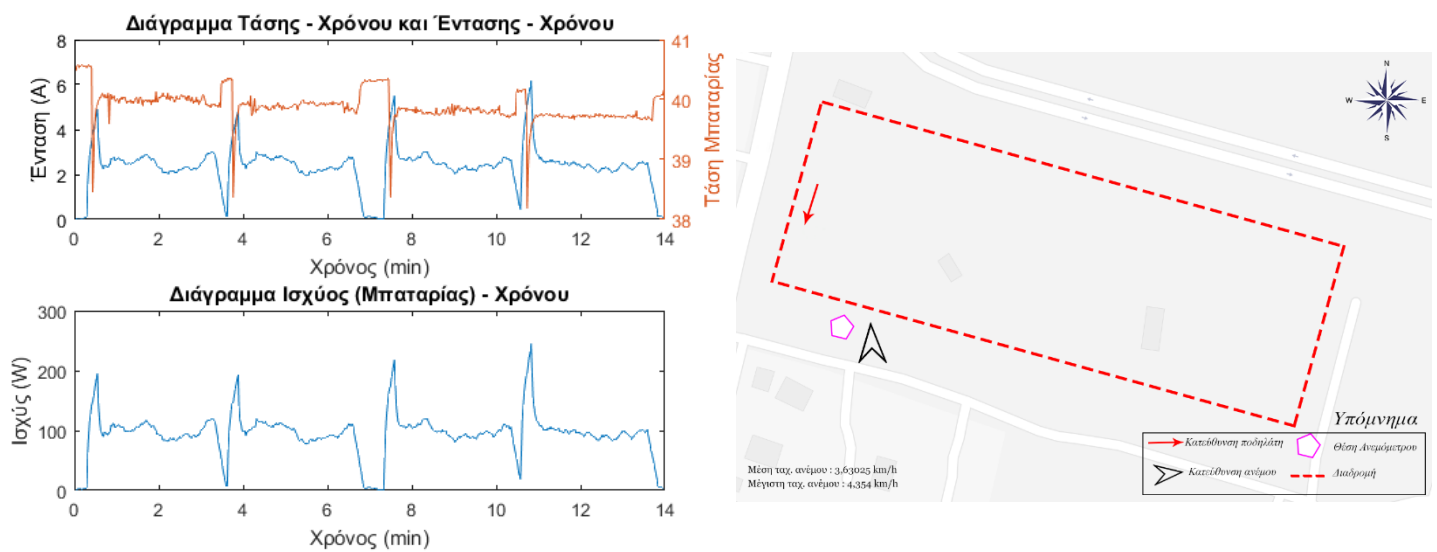 Διάγραμμα Τάσης - Χρόνου και Έντασης - Χρόνου
8
6
4
2
0
Ένταση (A)
41
40
39
38
Τάση Μπαταρίας
0 2 4 6 8 10 12 14
Χρόνος (min)
Διάγραμμα Ισχύος (Μπαταρίας) - Χρόνου
300
200
100
0
Ισχύς (W)
0 2 4 6 8 10 12 14
Χρόνος (min)
N
W E
S
Υπόμνημα
Κατεύθυνση ποδηλάτη
Θέση Ανεμόμετρου
Κατεύθυνση ανέμου
Διαδρομή
Μέση ταχ. ανέμου : 3,63025 km/h
Μέγιστη ταχ. ανέμου : 4,354 km/h